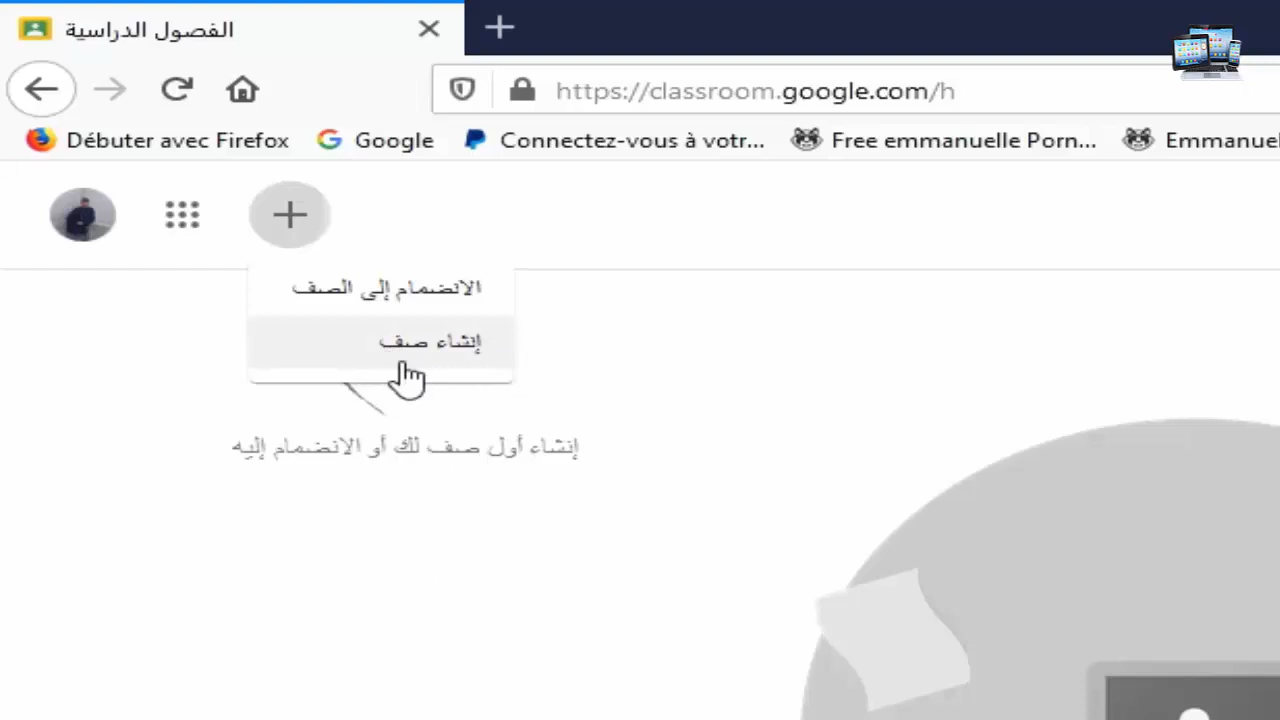 الفصول الدراسية
https://classroom.google.com/h
Débuter avec Firefox
Google
Connectez-vous à votr...
Free emmanuelle Porn...
Emmanuel
الانضمام إلى الصف
إنشاء صف
إنشاء أول صف لك أو الانضمام إليه